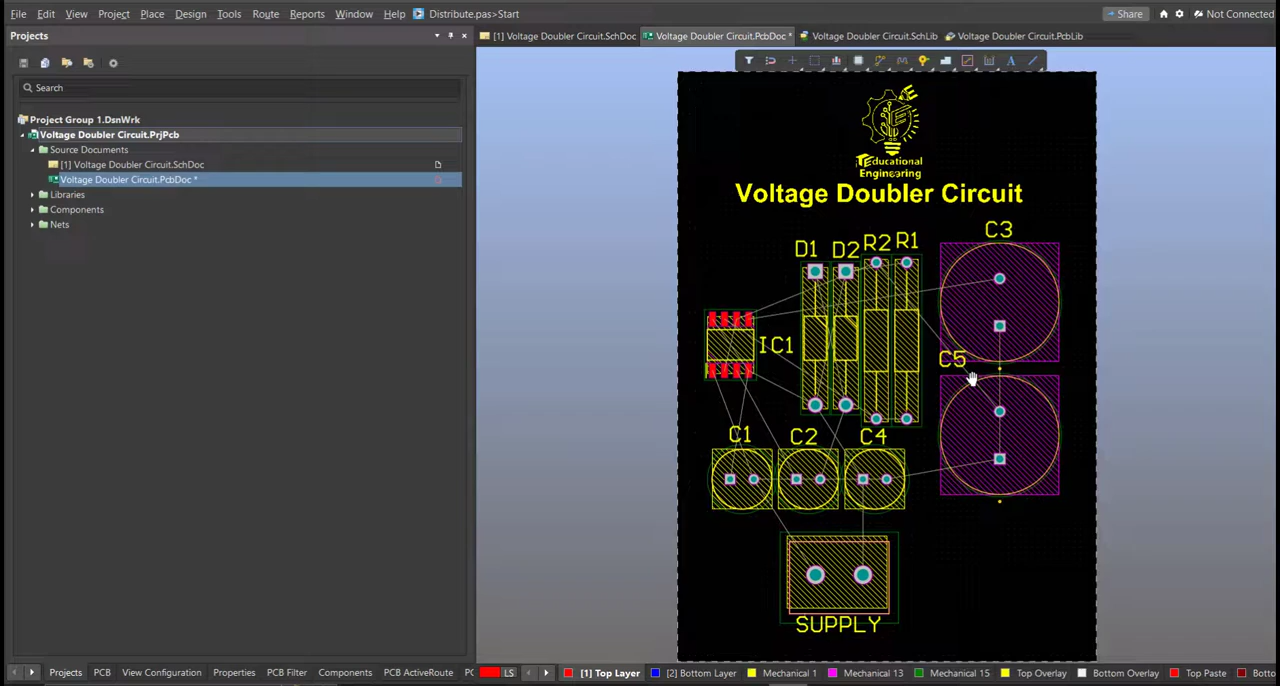 File Edit View Project Place Design Tools Route Reports Window Help Distribute.pas>Start Share Not Connected
Projects
[1] Voltage Doubler Circuit.SchDoc Voltage Doubler Circuit.PcbDoc * Voltage Doubler Circuit.SchLib Voltage Doubler Circuit.PcbLib
Search
Project Group 1.DsnWrk
Voltage Doubler Circuit.PrjPcb
Source Documents
[1] Voltage Doubler Circuit.SchDoc
Voltage Doubler Circuit.PcbDoc *
Libraries
Components
Nets
Educational
Engineering
Voltage Doubler Circuit
D1 D2 R2 R1 C3
IC1 C5
C1 C2 C4
SUPPLY
Projects PCB View Configuration Properties PCB Filter Components PCB ActiveRoute PC LS [1] Top Layer [2] Bottom Layer Mechanical 1 Mechanical 13 Mechanical 15 Top Overlay Bottom Overlay Top Paste Botto